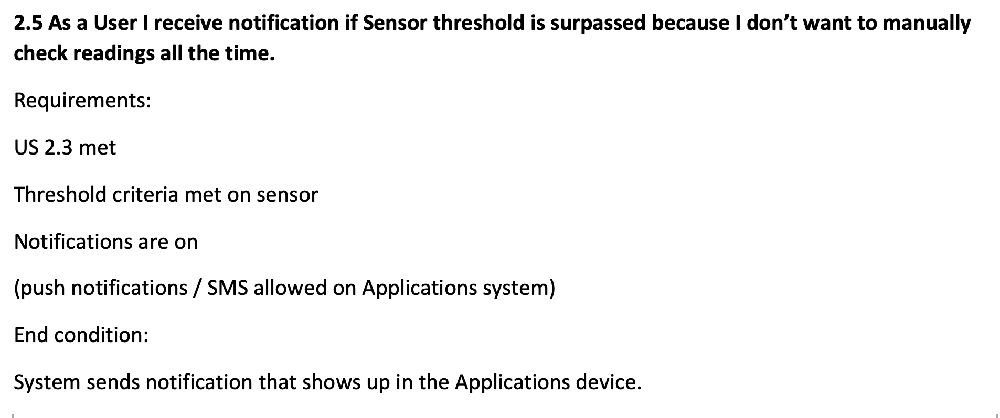 2.5 As a User I receive notification if Sensor threshold is surpassed because I don’t want to manually
check readings all the time.
Requirements:
US 2.3 met
Threshold criteria met on sensor
Notifications are on
(push notifications / SMS allowed on Applications system)
End condition:
System sends notification that shows up in the Applications device.